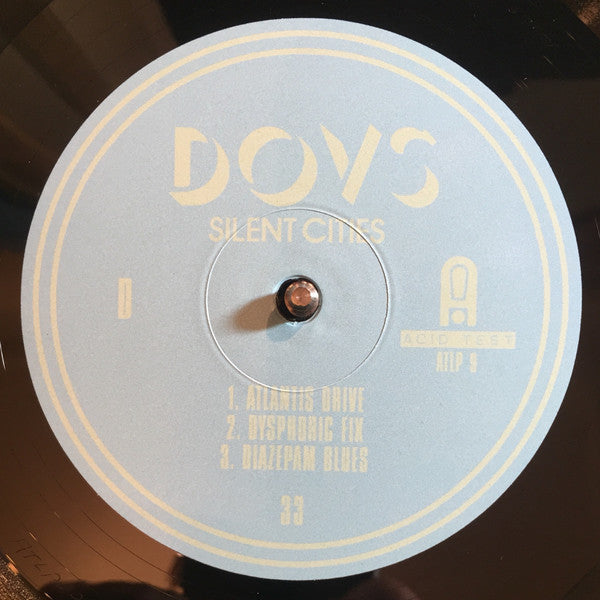 DOVS
SILENT CITIES
D
ACID TEST
ATLP 9
1. ATLANTIS DRIVE
2. DYSPHORIC FIX
3. DIAZEPAM BLUES
33